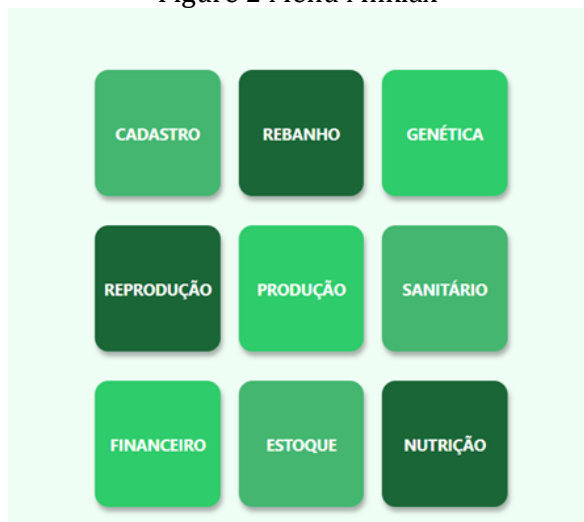 CADASTRO REBANHO GENÉTICA
REPRODUÇÃO PRODUÇÃO SANITÁRIO
FINANCEIRO ESTOQUE NUTRIÇÃO